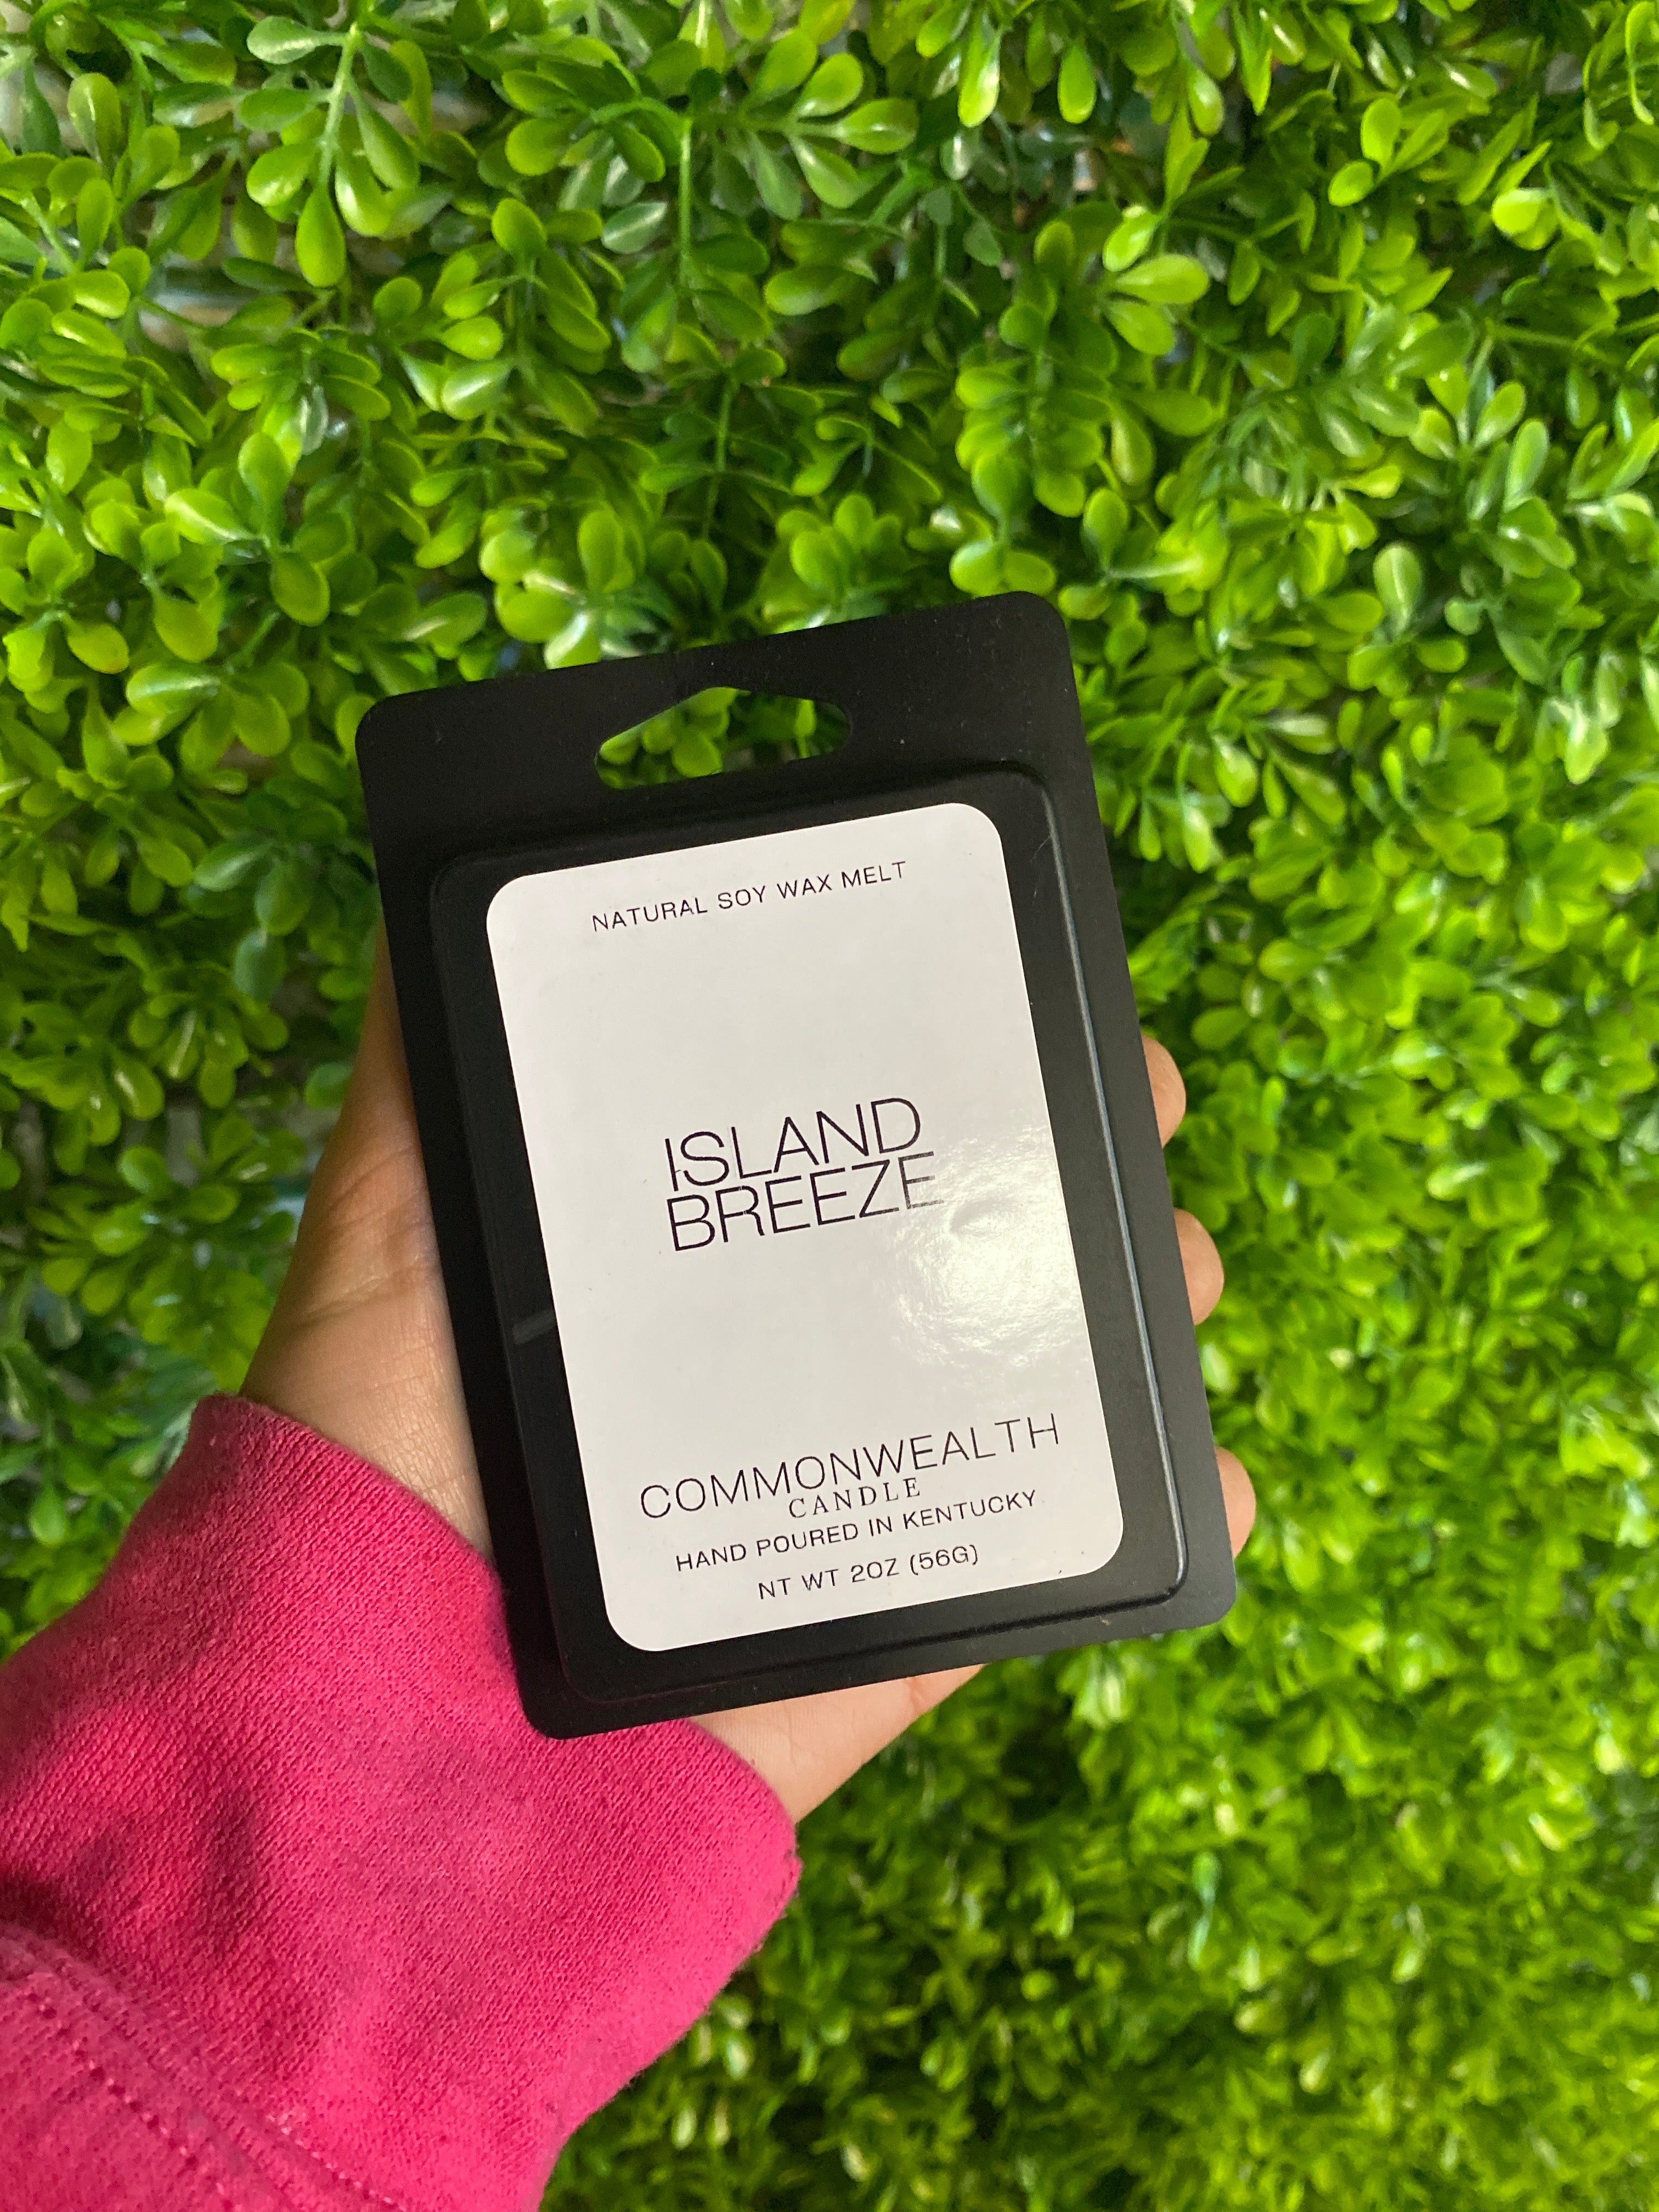 NATURAL SOY WAX MELT
ISLAND
BREEZE
COMMONWEALTH
CANDLE
HAND POURED IN KENTUCKY
NT WT 2OZ (56G)